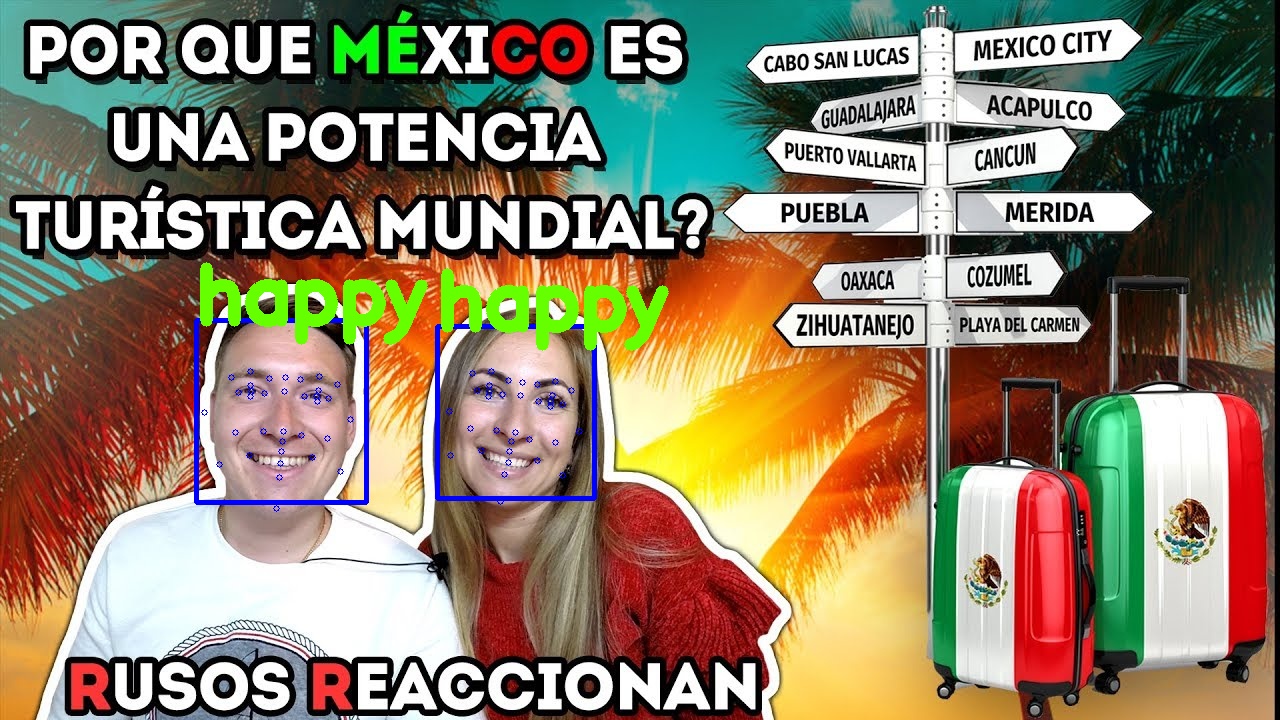 POR QUE MÉXICO ES
UNA POTENCIA
TURÍSTICA MUNDIAL?
happy happy
CABO SAN LUCAS
MEXICO CITY
GUADALAJARA
ACAPULCO
PUERTO VALLARTA
CANCUN
PUEBLA
MERIDA
OAXACA
COZUMEL
ZIHUATANEJO
PLAYA DEL CARMEN
RUSOS REACCIONAN